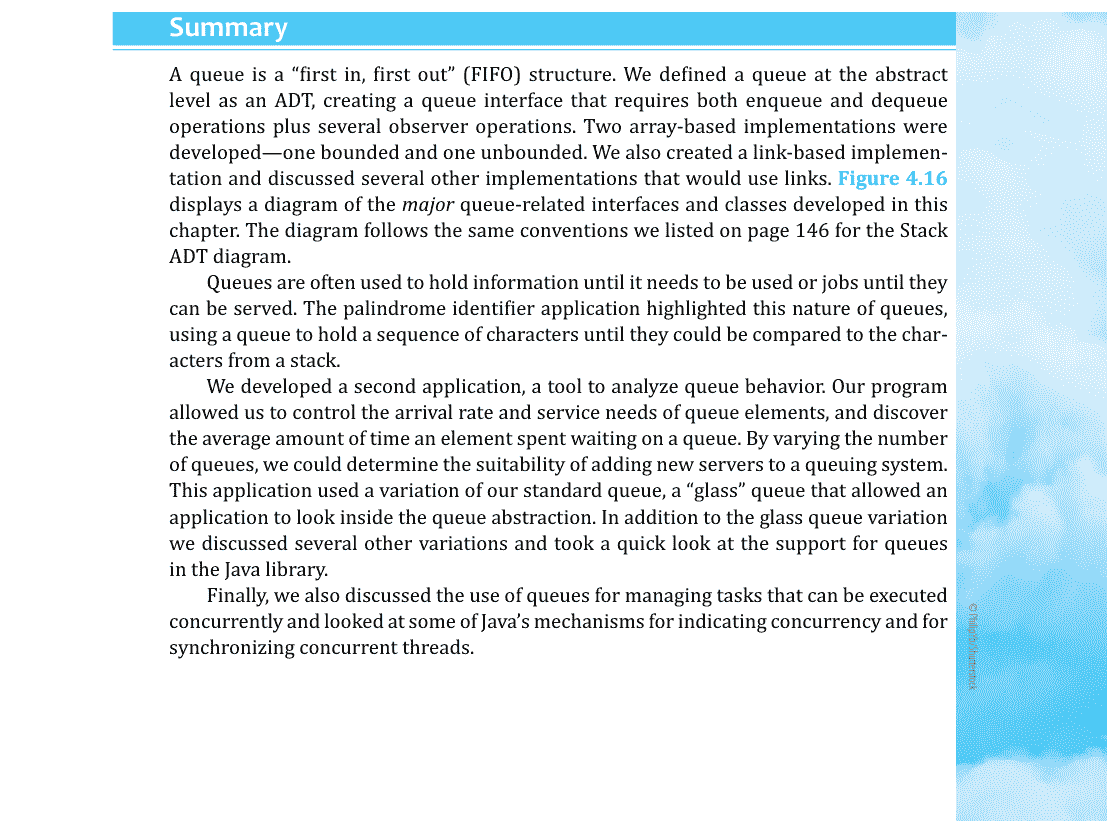 Summary
A queue is a “first in, first out” (FIFO) structure. We defined a queue at the abstract
level as an ADT, creating a queue interface that requires both enqueue and dequeue
operations plus several observer operations. Two array-based implementations were
developed—one bounded and one unbounded. We also created a link-based implemen-
tation and discussed several other implementations that would use links. Figure 4.16
displays a diagram of the major queue-related interfaces and classes developed in this
chapter. The diagram follows the same conventions we listed on page 146 for the Stack
ADT diagram.
Queues are often used to hold information until it needs to be used or jobs until they
can be served. The palindrome identifier application highlighted this nature of queues,
using a queue to hold a sequence of characters until they could be compared to the char-
acters from a stack.
We developed a second application, a tool to analyze queue behavior. Our program
allowed us to control the arrival rate and service needs of queue elements, and discover
the average amount of time an element spent waiting on a queue. By varying the number
of queues, we could determine the suitability of adding new servers to a queuing system.
This application used a variation of our standard queue, a “glass” queue that allowed an
application to look inside the queue abstraction. In addition to the glass queue variation
we discussed several other variations and took a quick look at the support for queues
in the Java library.
Finally, we also discussed the use of queues for managing tasks that can be executed
concurrently and looked at some of Java’s mechanisms for indicating concurrency and for
synchronizing concurrent threads.